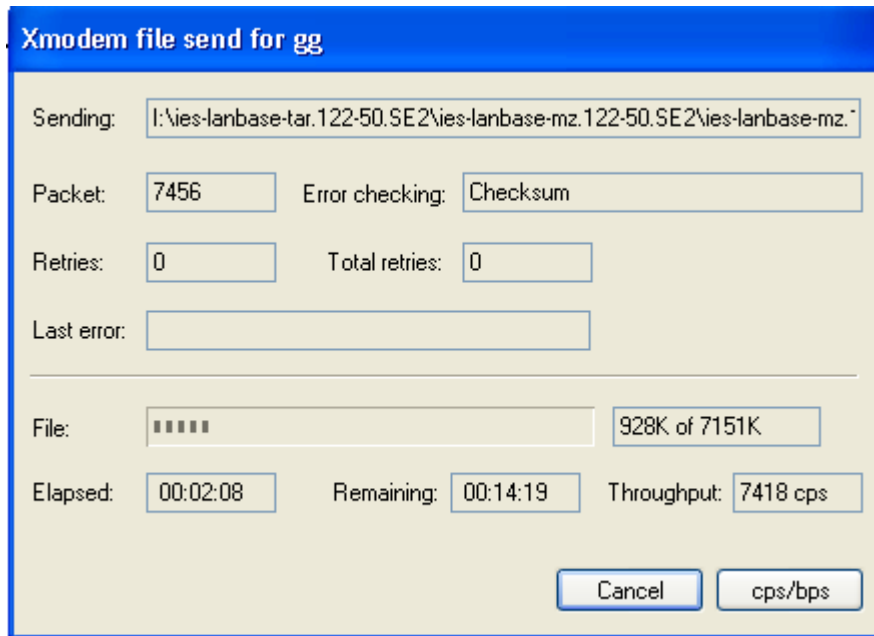 Xmodem file send for gg
Sending: I:\ies-lanbase-tar.122-50.SE2\ies-lanbase-mz.122-50.SE2\ies-lanbase-mz.
Packet: 7456 Error checking: Checksum
Retries: 0 Total retries: 0
Last error:
File: 928K of 7151K
Elapsed: 00:02:08 Remaining: 00:14:19 Throughput: 7418 cps
Cancel cps/bps